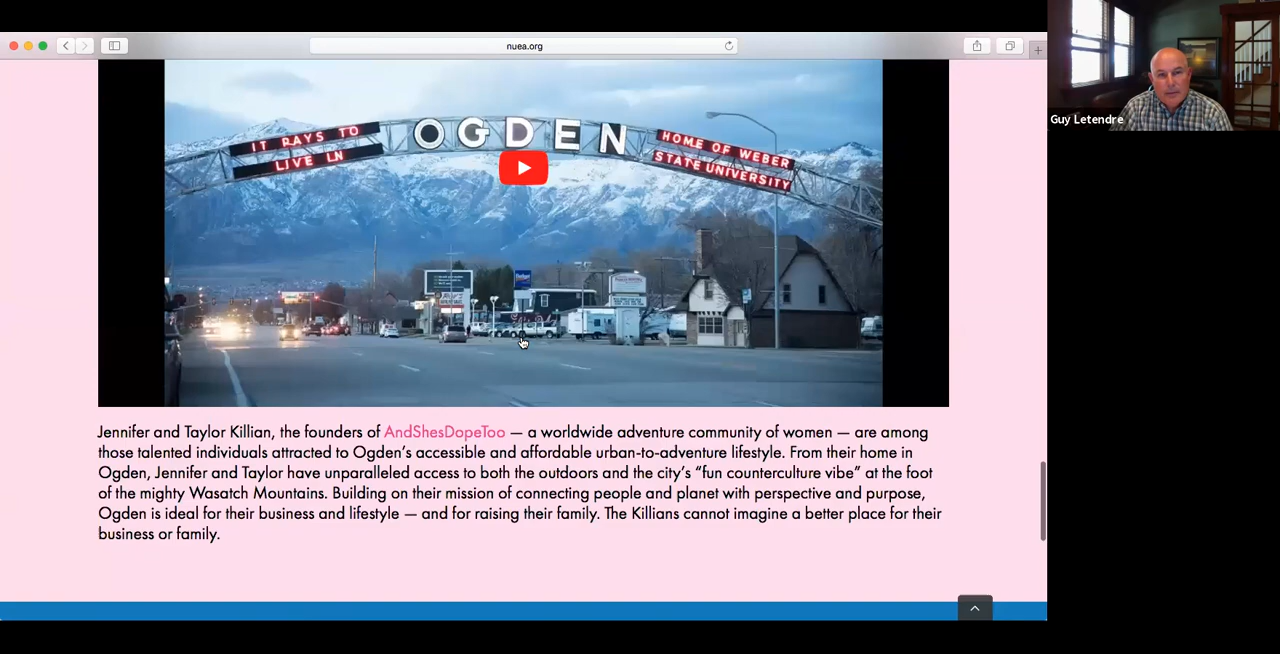 nuea.org
Guy Letendre
IT PAYS TO
LIVE IN
OGDEN
HOME OF WEBER
STATE UNIVERSITY
Jennifer and Taylor Killian, the founders of AndShesDopeToo — a worldwide adventure community of women — are among
those talented individuals attracted to Ogden’s accessible and affordable urban-to-adventure lifestyle. From their home in
Ogden, Jennifer and Taylor have unparalleled access to both the outdoors and the city’s “fun counterculture vibe” at the foot
of the mighty Wasatch Mountains. Building on their mission of connecting people and planet with perspective and purpose,
Ogden is ideal for their business and lifestyle — and for raising their family. The Killians cannot imagine a better place for their
business or family.